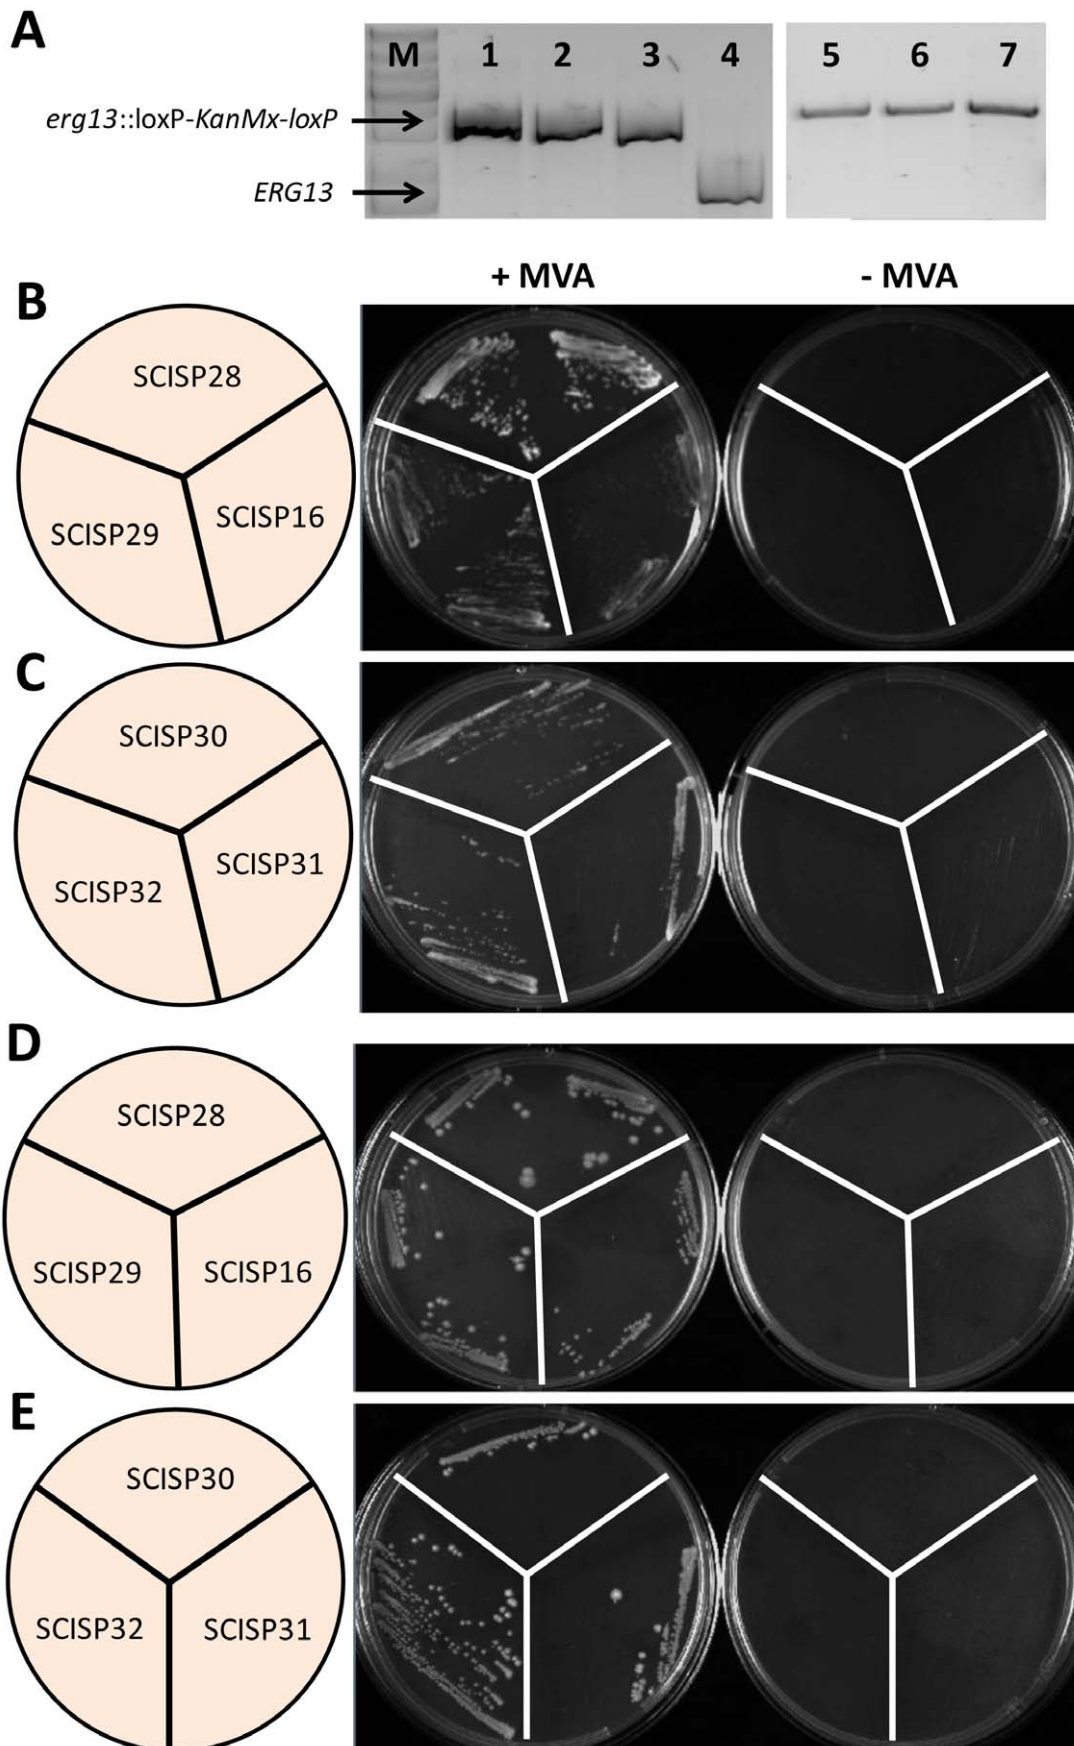 A
M 1 2 3 4 5 6 7
erg13::loxP-KanMx-loxP
ERG13
+ MVA - MVA
B
SCISP28
SCISP29 SCISP16
C
SCISP30
SCISP32 SCISP31
D
SCISP28
SCISP29 SCISP16
E
SCISP30
SCISP32 SCISP31